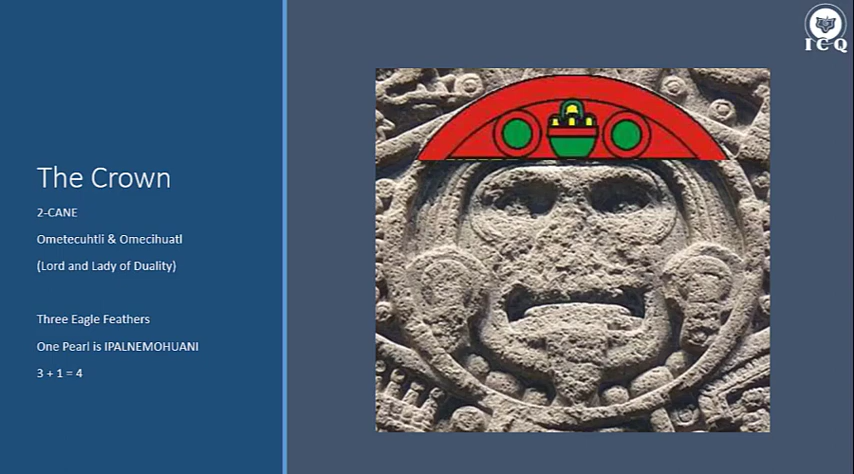 ICQ
The Crown
2-CANE
Ometecuhtli & Omecihuatl
(Lord and Lady of Duality)
Three Eagle Feathers
One Pearl is IPALNEMOHUANI
3 + 1 = 4